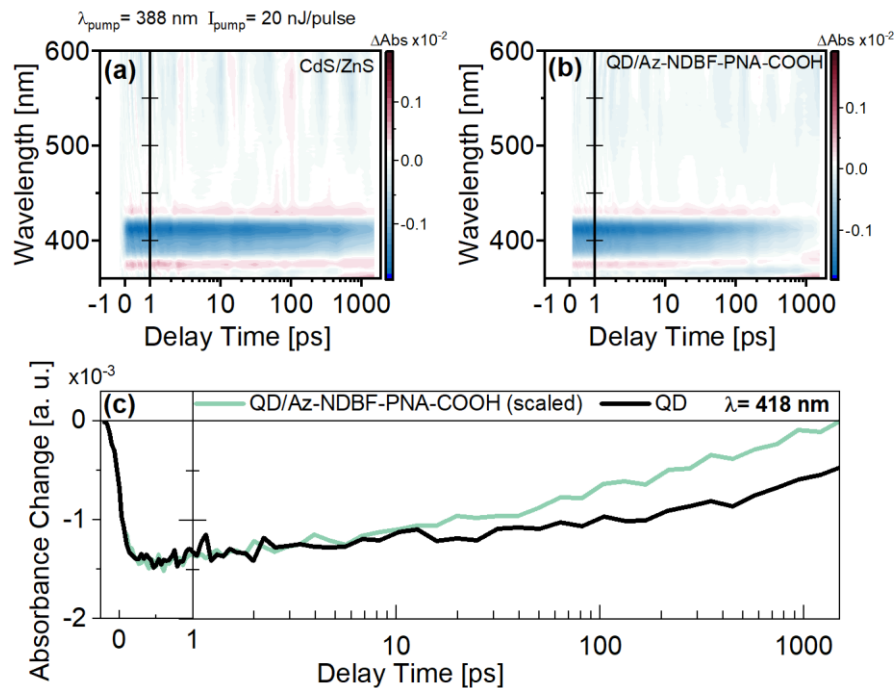 λpump= 388 nm Ipump= 20 nJ/pulse
(a)
CdS/ZnS
ΔAbs x10-2
Wavelength [nm]
600
500
400
0.1
0.0
-0.1
-1 0 1 10 100 1000
Delay Time [ps]
(b)
QD/Az-NDBF-PNA-COOH
ΔAbs x10-2
Wavelength [nm]
600
500
400
0.1
0.0
-0.1
-1 0 1 10 100 1000
Delay Time [ps]
(c)
x10-3
QD/Az-NDBF-PNA-COOH (scaled)
QD
λ= 418 nm
Absorbance Change [a. u.]
0
-1
-2
0 1 10 100 1000
Delay Time [ps]